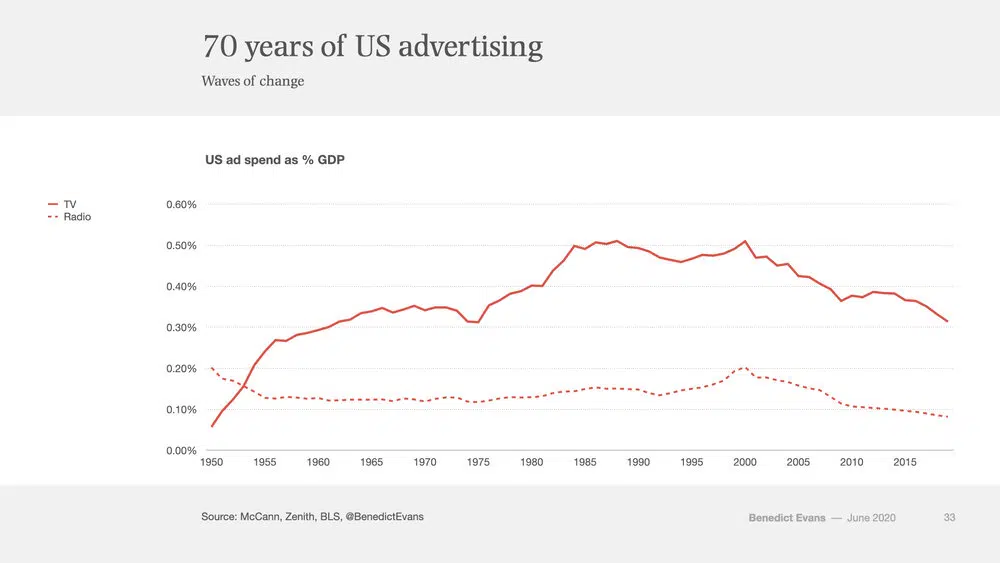 70 years of US advertising
Waves of change
US ad spend as % GDP
TV
Radio
0.60%
0.50%
0.40%
0.30%
0.20%
0.10%
0.00%
1950 1955 1960 1965 1970 1975 1980 1985 1990 1995 2000 2005 2010 2015
Source: McCann, Zenith, BLS, @BenedictEvans
Benedict Evans — June 2020 33